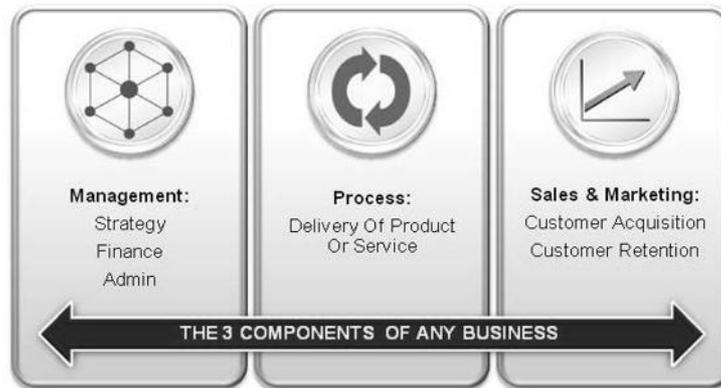 Management:
Strategy
Finance
Admin
Process:
Delivery Of Product
Or Service
Sales & Marketing:
Customer Acquisition
Customer Retention
THE 3 COMPONENTS OF ANY BUSINESS